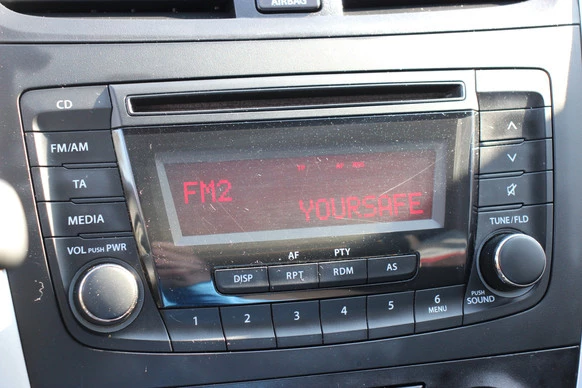 AIRBAG
CD
FM/AM
TA
MEDIA
VOL PUSH PWR
FM2
YOURSAFE
TUNE/FLD
PUSH
SOUND
AF
PTY
DISP
RPT
RDM
AS
1
2
3
4
5
6
MENU